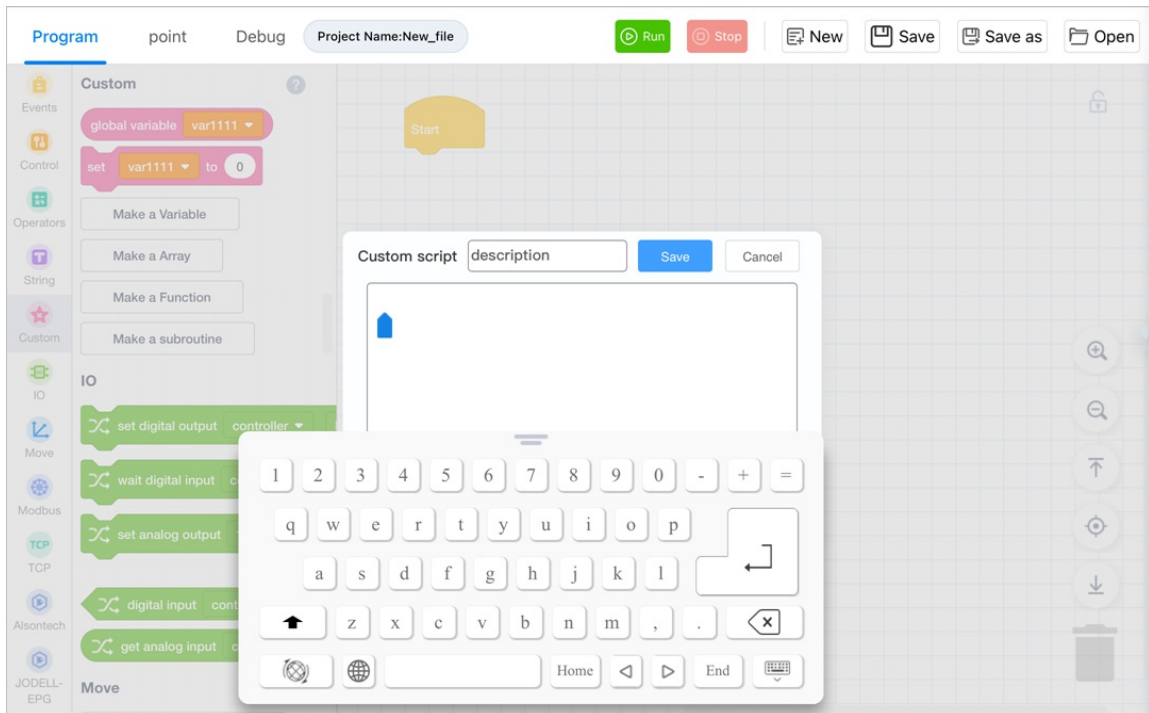 Program point Debug Project Name:New_file Run Stop New Save Save as Open
Events
Control
Operators
String
Custom
IO
Move
Modbus
TCP
TCP
Alsontech
JODELL-
EPG
Custom ?
global variable var1111
set var1111 to 0
Make a Variable
Make a Array
Make a Function
Make a subroutine
IO
set digital output controller
wait digital input
set analog output
digital input cont
get analog input
Move
Start
Custom script description Save Cancel
1 2 3 4 5 6 7 8 9 0 - + =
q w e r t y u i o p
a s d f g h j k l
z x c v b n m , .
Home End